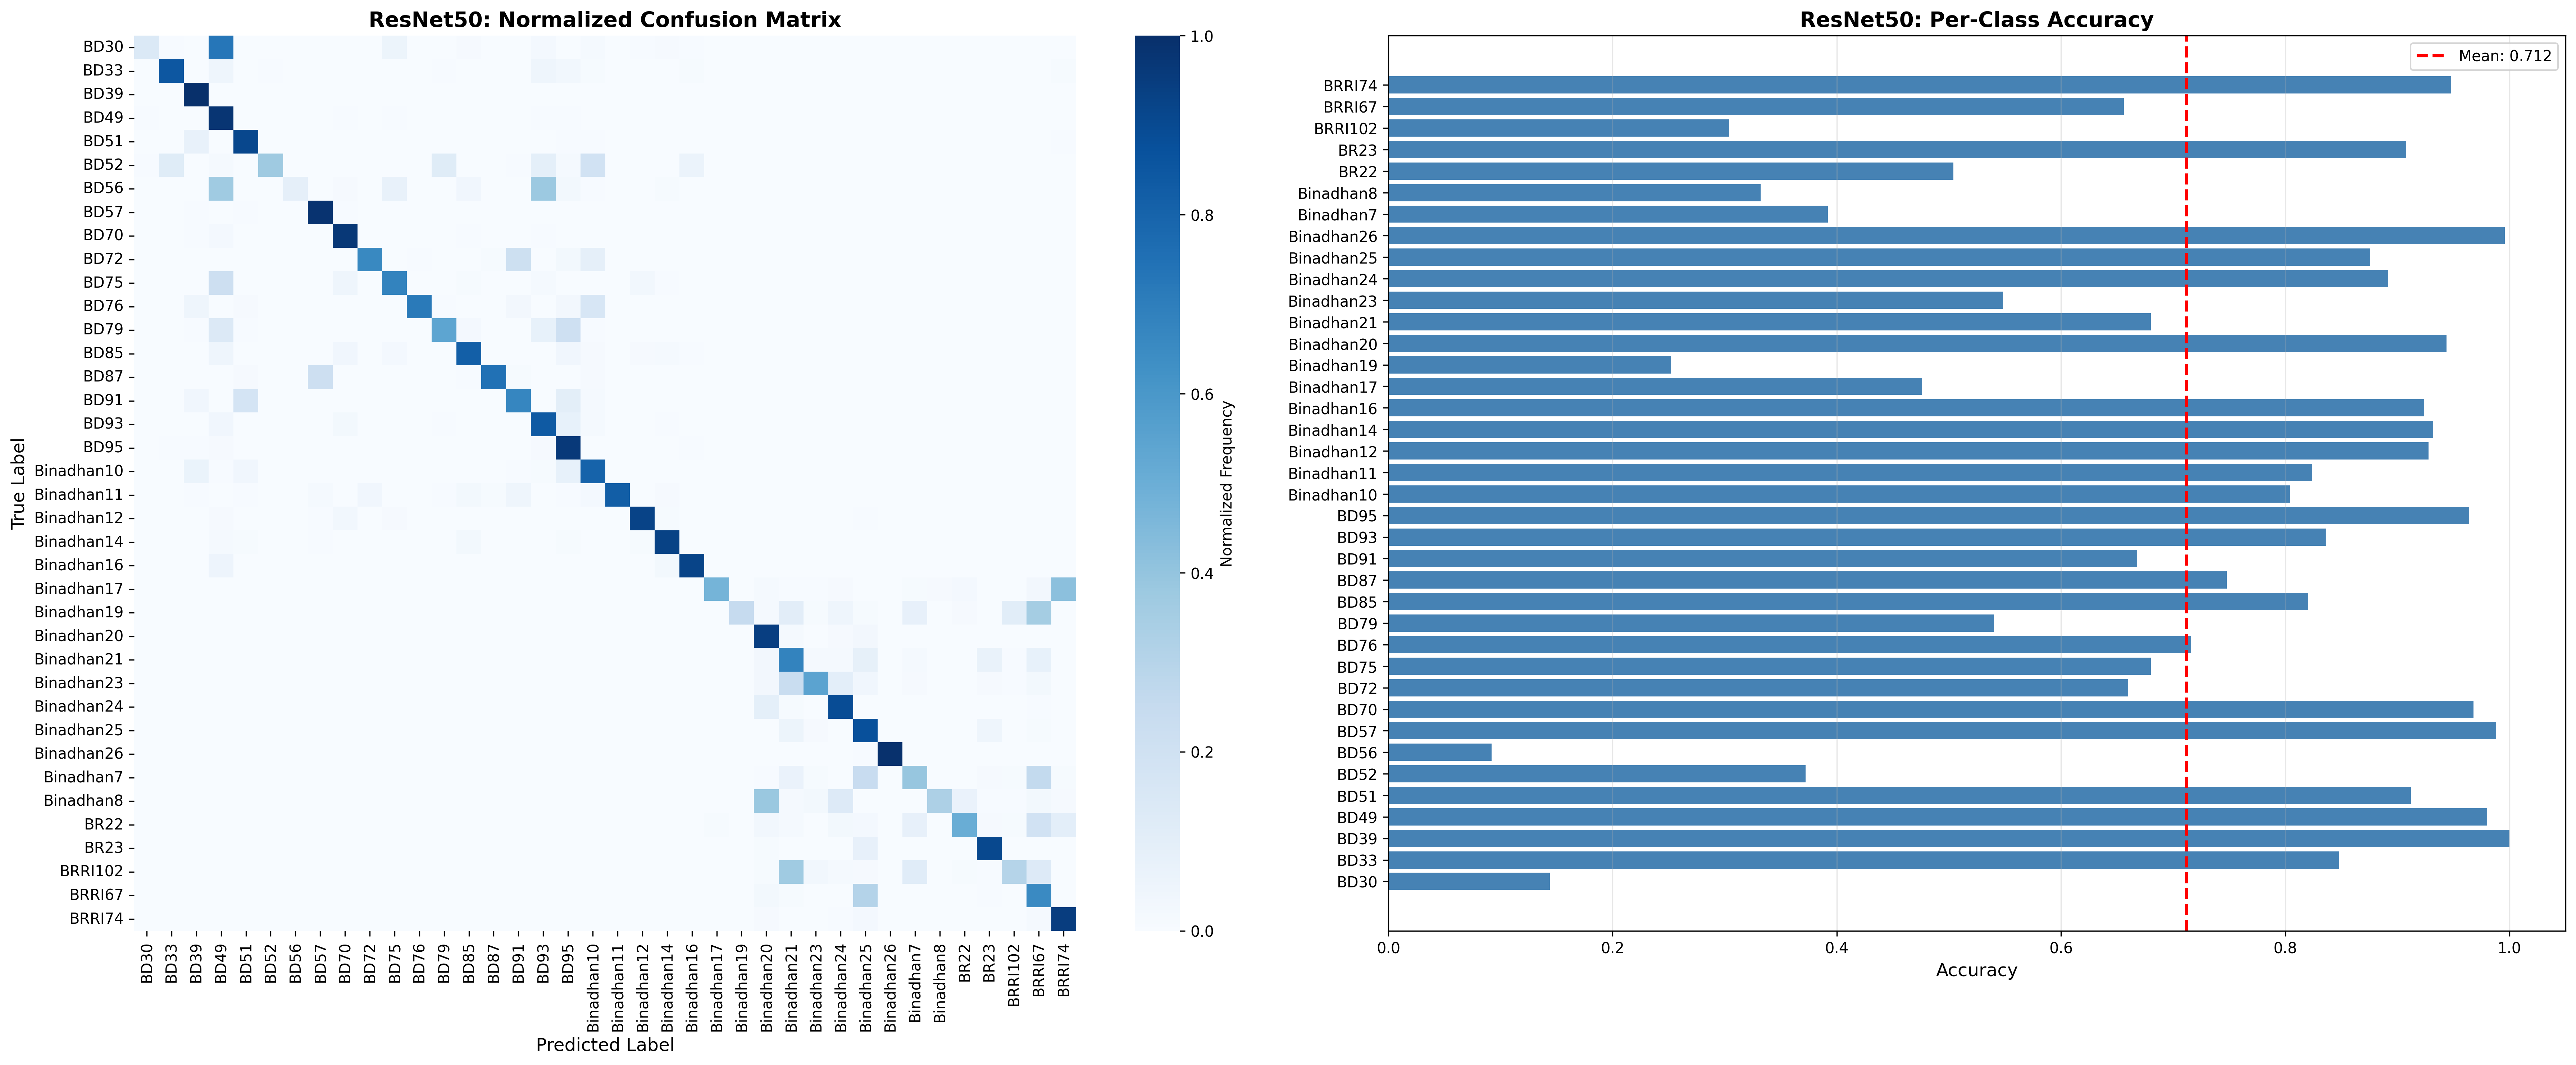 ResNet50: Normalized Confusion Matrix
True Label
BD30
BD33
BD39
BD49
BD51
BD52
BD56
BD57
BD70
BD72
BD75
BD76
BD79
BD85
BD87
BD91
BD93
BD95
Binadhan10
Binadhan11
Binadhan12
Binadhan14
Binadhan16
Binadhan17
Binadhan19
Binadhan20
Binadhan21
Binadhan23
Binadhan24
Binadhan25
Binadhan26
Binadhan7
Binadhan8
BR22
BR23
BRRI102
BRRI67
BRRI74
BD30
BD33
BD39
BD49
BD51
BD52
BD56
BD57
BD70
BD72
BD75
BD76
BD79
BD85
BD87
BD91
BD93
BD95
Binadhan10
Binadhan11
Binadhan12
Binadhan14
Binadhan16
Binadhan17
Binadhan19
Binadhan20
Binadhan21
Binadhan23
Binadhan24
Binadhan25
Binadhan26
Binadhan7
Binadhan8
BR22
BR23
BRRI102
BRRI67
BRRI74
Predicted Label
1.0
0.8
0.6
0.4
0.2
0.0
Normalized Frequency
ResNet50: Per-Class Accuracy
Mean: 0.712
BRRI74
BRRI67
BRRI102
BR23
BR22
Binadhan8
Binadhan7
Binadhan26
Binadhan25
Binadhan24
Binadhan23
Binadhan21
Binadhan20
Binadhan19
Binadhan17
Binadhan16
Binadhan14
Binadhan12
Binadhan11
Binadhan10
BD95
BD93
BD91
BD87
BD85
BD79
BD76
BD75
BD72
BD70
BD57
BD56
BD52
BD51
BD49
BD39
BD33
BD30
0.0 0.2 0.4 0.6 0.8 1.0
Accuracy